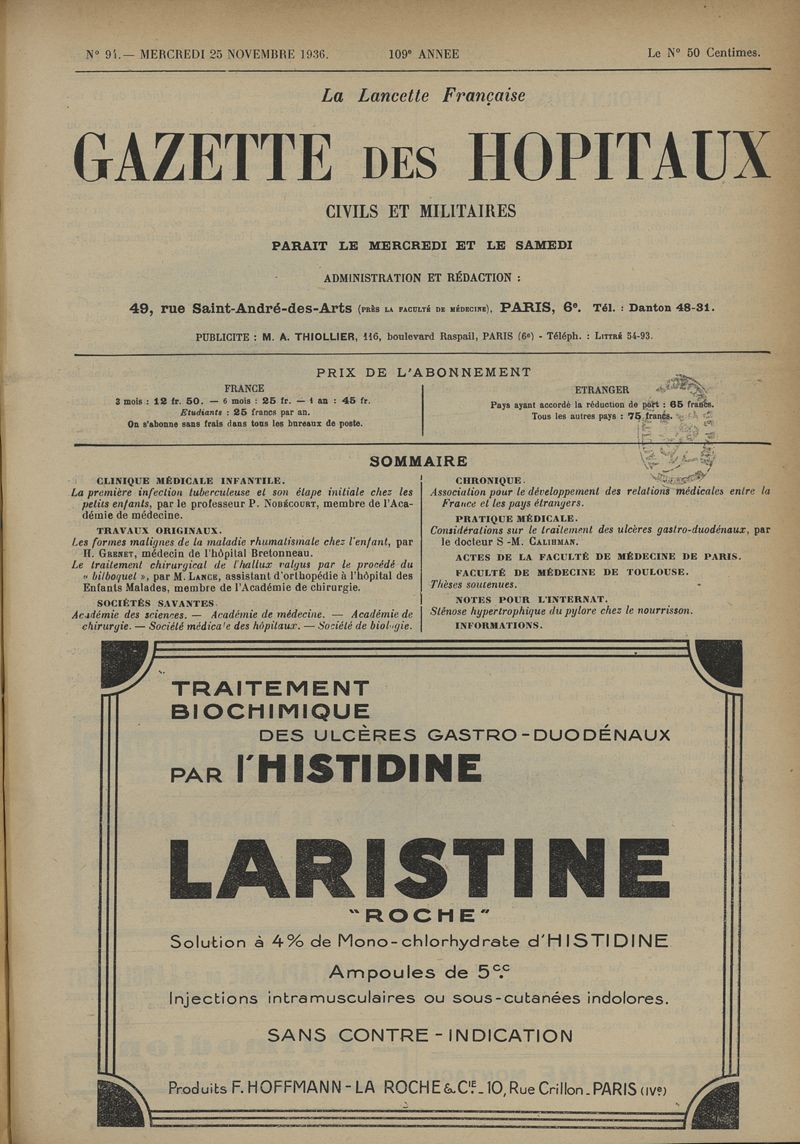 N° 94.— MERCREDI 25 NOVEMBRE 1936.
109e ANNEE
Le N° 50 Centimes.
La Lancette Française
GAZETTE DES HOPITAUX
CIVILS ET MILITAIRES
PARAIT LE MERCREDI ET LE SAMEDI
ADMINISTRATION ET RÉDACTION :
49, rue Saint-André-des-Arts (PRÈS LA FACULTÉ DE MÉDECINE), PARIS, 6e. Tél. : Danton 48-31.
PUBLICITE : M. A. THIOLLIER, 116, boulevard Raspail, PARIS (6e) - Téléph. : LITTRÉ 54-93.
PRIX DE L'ABONNEMENT
FRANCE
3 mois : 12 fr. 50. — 6 mois : 25 fr. — 1 an : 45 fr.
Etudiants : 25 francs par an.
On s'abonne sans frais dans tous les bureaux de poste.
ETRANGER
Pays ayant accordé la réduction de port : 65 francs.
Tous les autres pays : 75 francs.
SOMMAIRE
CLINIQUE MÉDICALE INFANTILE.
La première infection tuberculeuse et son étape initiale chez les
petits enfants, par le professeur P. NOBÉCOURT, membre de l'Aca-
démie de médecine.
TRAVAUX ORIGINAUX.
Les formes malignes de la maladie rhumatismale chez l'enfant, par
H. GRENET, médecin de l'hôpital Bretonneau.
Le traitement chirurgical de l'hallux valgus par le procédé du
« bilboquet », par M. LANCE, assistant d'orthopédie à l'hôpital des
Enfants Malades, membre de l'Académie de chirurgie.
SOCIÉTÉS SAVANTES.
Académie des sciences. — Académie de médecine. — Académie de
chirurgie. — Société médicale des hôpitaux. — Société de biologie.
CHRONIQUE.
Association pour le développement des relations médicales entre la
France et les pays étrangers.
PRATIQUE MÉDICALE.
Considérations sur le traitement des ulcères gastro-duodénaux, par
le docteur S -M. CALIHMAN.
ACTES DE LA FACULTÉ DE MÉDECINE DE PARIS.
FACULTÉ DE MÉDECINE DE TOULOUSE.
Thèses soutenues.
NOTES POUR L'INTERNAT.
Sténose hypertrophique du pylore chez le nourrisson.
INFORMATIONS.
TRAITEMENT
BIOCHIMIQUE
DES ULCÈRES GASTRO-DUODÉNAUX
PAR l'HISTIDINE
LARISTINE
"ROCHE"
Solution à 4% de Mono-chlorhydrate d'HISTIDINE
Ampoules de 5c.c
Injections intramusculaires ou sous-cutanées indolores.
SANS CONTRE-INDICATION
Produits F. HOFFMANN-LA ROCHE & CIE_10, Rue Crillon_PARIS (IVe)